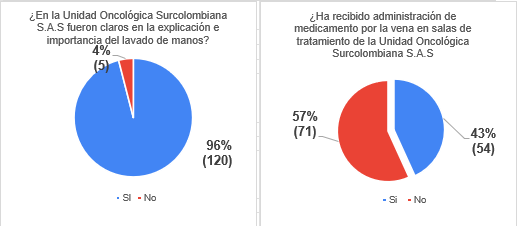 ¿En la Unidad Oncológica Surcolombiana
S.A.S fueron claros en la explicación e
importancia del lavado de manos?
4%
(5)
96%
(120)
SI No
¿Ha recibido administración de
medicamento por la vena en salas de
tratamiento de la Unidad Oncológica
Surcolombiana S.A.S
57%
(71)
43%
(54)
Si No